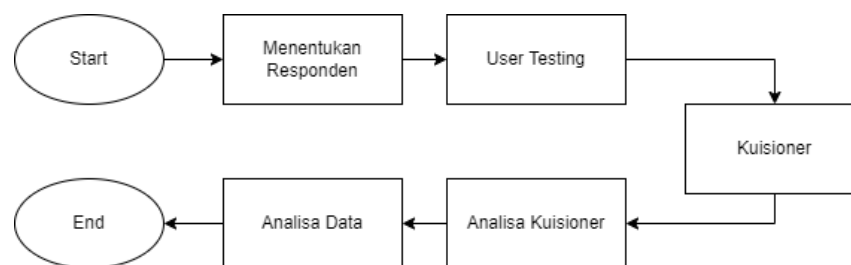 Start
Menentukan
Responden
User Testing
Kuisioner
Analisa Kuisioner
Analisa Data
End